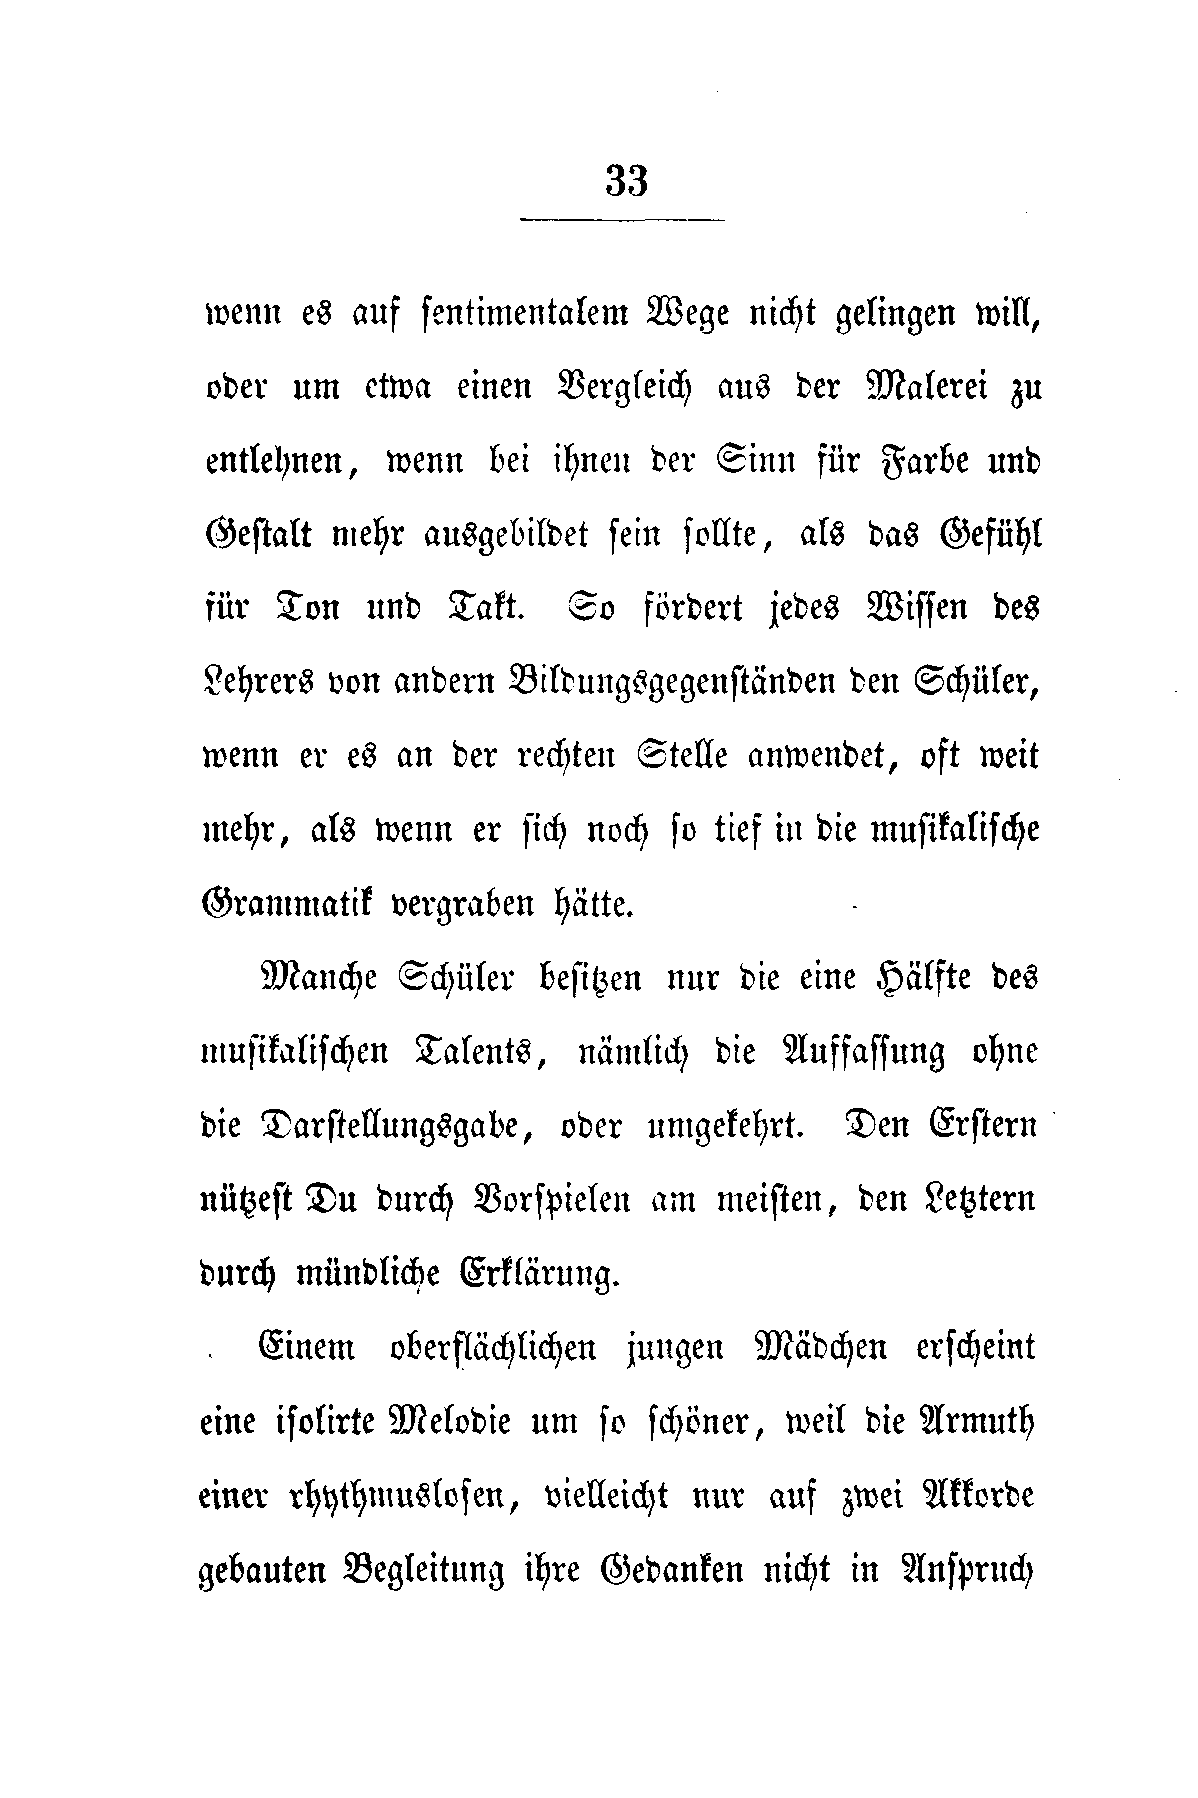 33
wenn es auf sentimentalem Wege nicht gelingen will,
oder um etwa einen Vergleich aus der Malerei zu
entlehnen, wenn bei ihnen der Sinn für Farbe und
Gestalt mehr ausgebildet sein sollte, als das Gefühl
für Ton und Takt. So fördert jedes Wissen des
Lehrers von andern Bildungsgegenständen den Schüler,
wenn er es an der rechten Stelle anwendet, oft weit
mehr, als wenn er sich noch so tief in die musikalische
Grammatik vergraben hätte.
Manche Schüler besitzen nur die eine Hälfte des
musikalischen Talents, nämlich die Auffassung ohne
die Darstellungsgabe, oder umgekehrt. Den Erstern
nützest Du durch Vorspielen am meisten, den Letztern
durch mündliche Erklärung.
Einem oberflächlichen jungen Mädchen erscheint
eine isolirte Melodie um so schöner, weil die Armuth
einer rhythmuslosen, vielleicht nur auf zwei Akkorde
gebauten Begleitung ihre Gedanken nicht in Anspruch